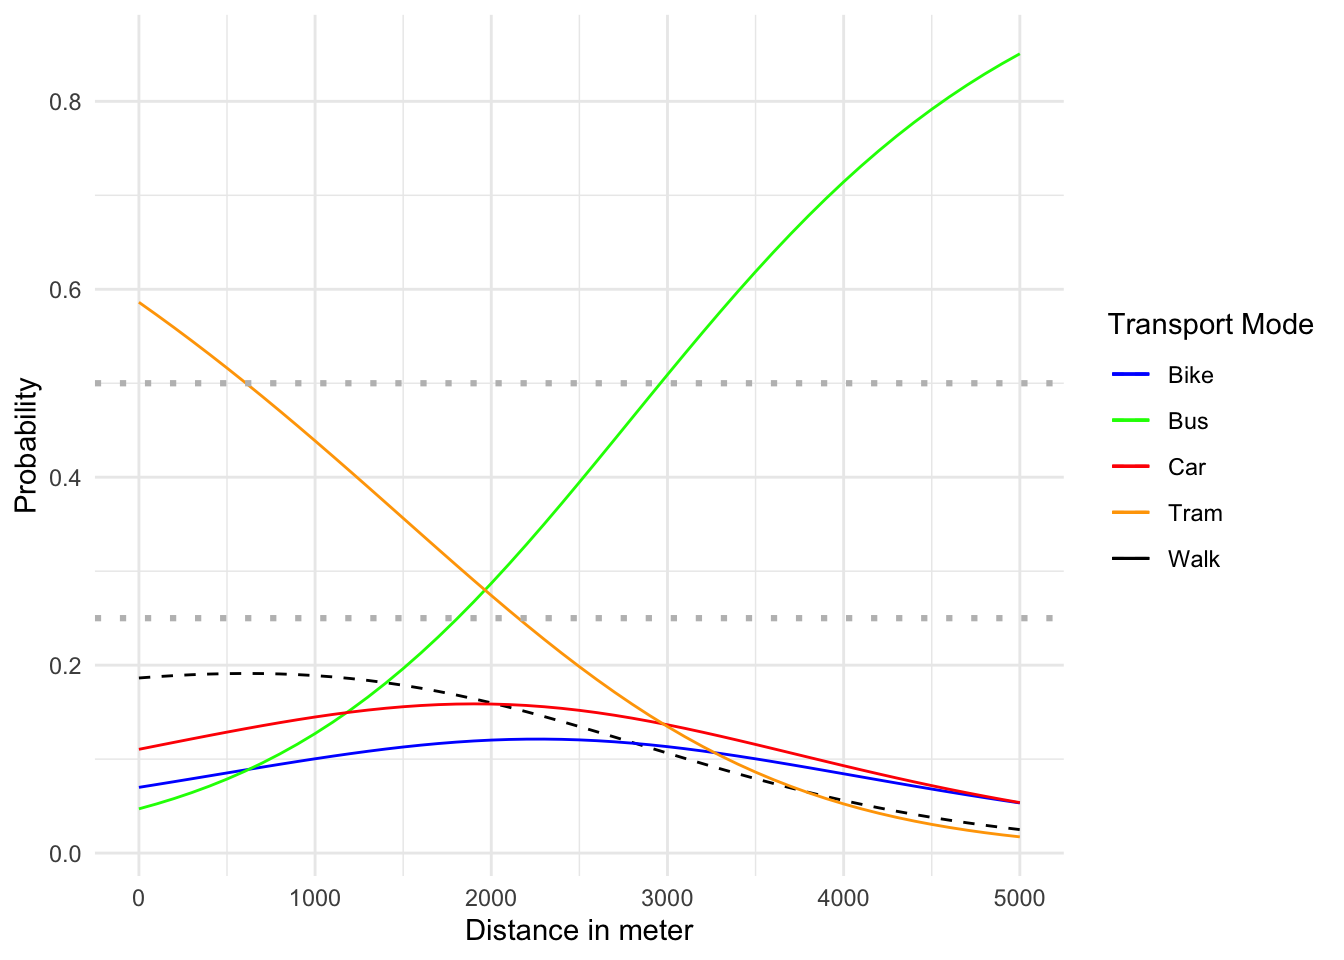 Probability
0.8
0.6
0.4
0.2
0.0
0 1000 2000 3000 4000 5000
Distance in meter
Transport Mode
Bike
Bus
Car
Tram
Walk